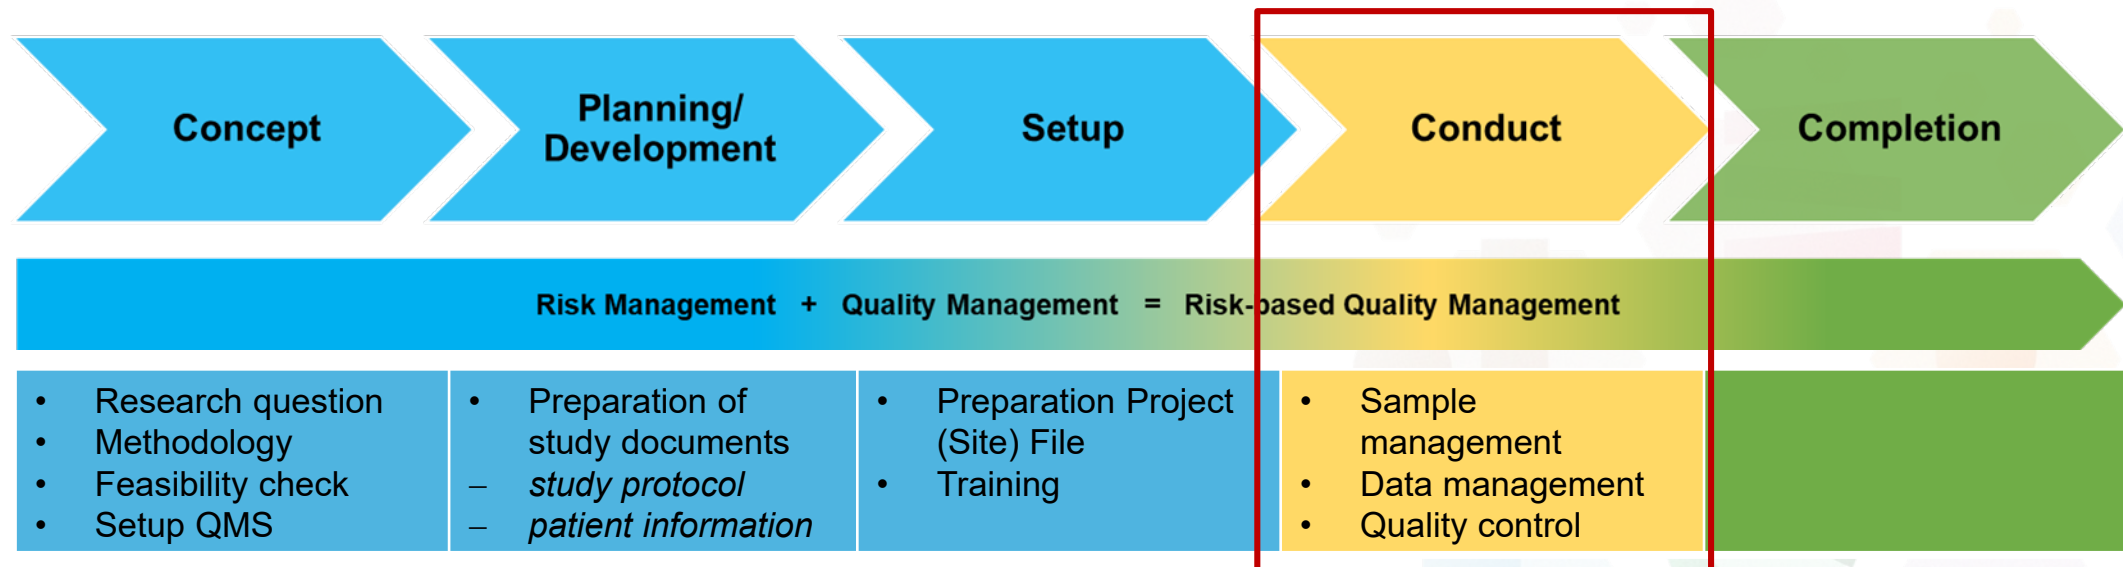 Concept
Planning/
Development
Setup
Conduct
Completion
Risk Management + Quality Management = Risk-based Quality Management
• Research question
• Methodology
• Feasibility check
• Setup QMS
• Preparation of
study documents
– study protocol
– patient information
• Preparation Project
(Site) File
• Training
• Sample
management
• Data management
• Quality control